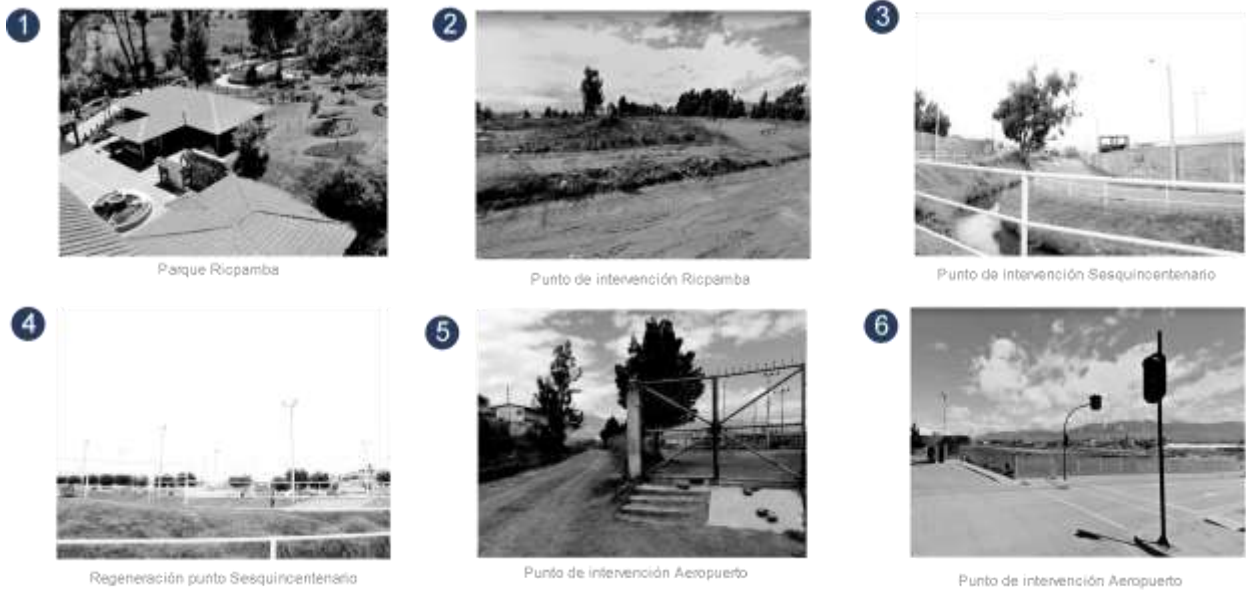 1
Parque Ricpamba
2
Punto de intervención Ricpamba
3
Punto de intervención Sesquincentenario
4
Regeneración punto Sesquincentenario
5
Punto de intervención Aeropuerto
6
Punto de intervención Aeropuerto